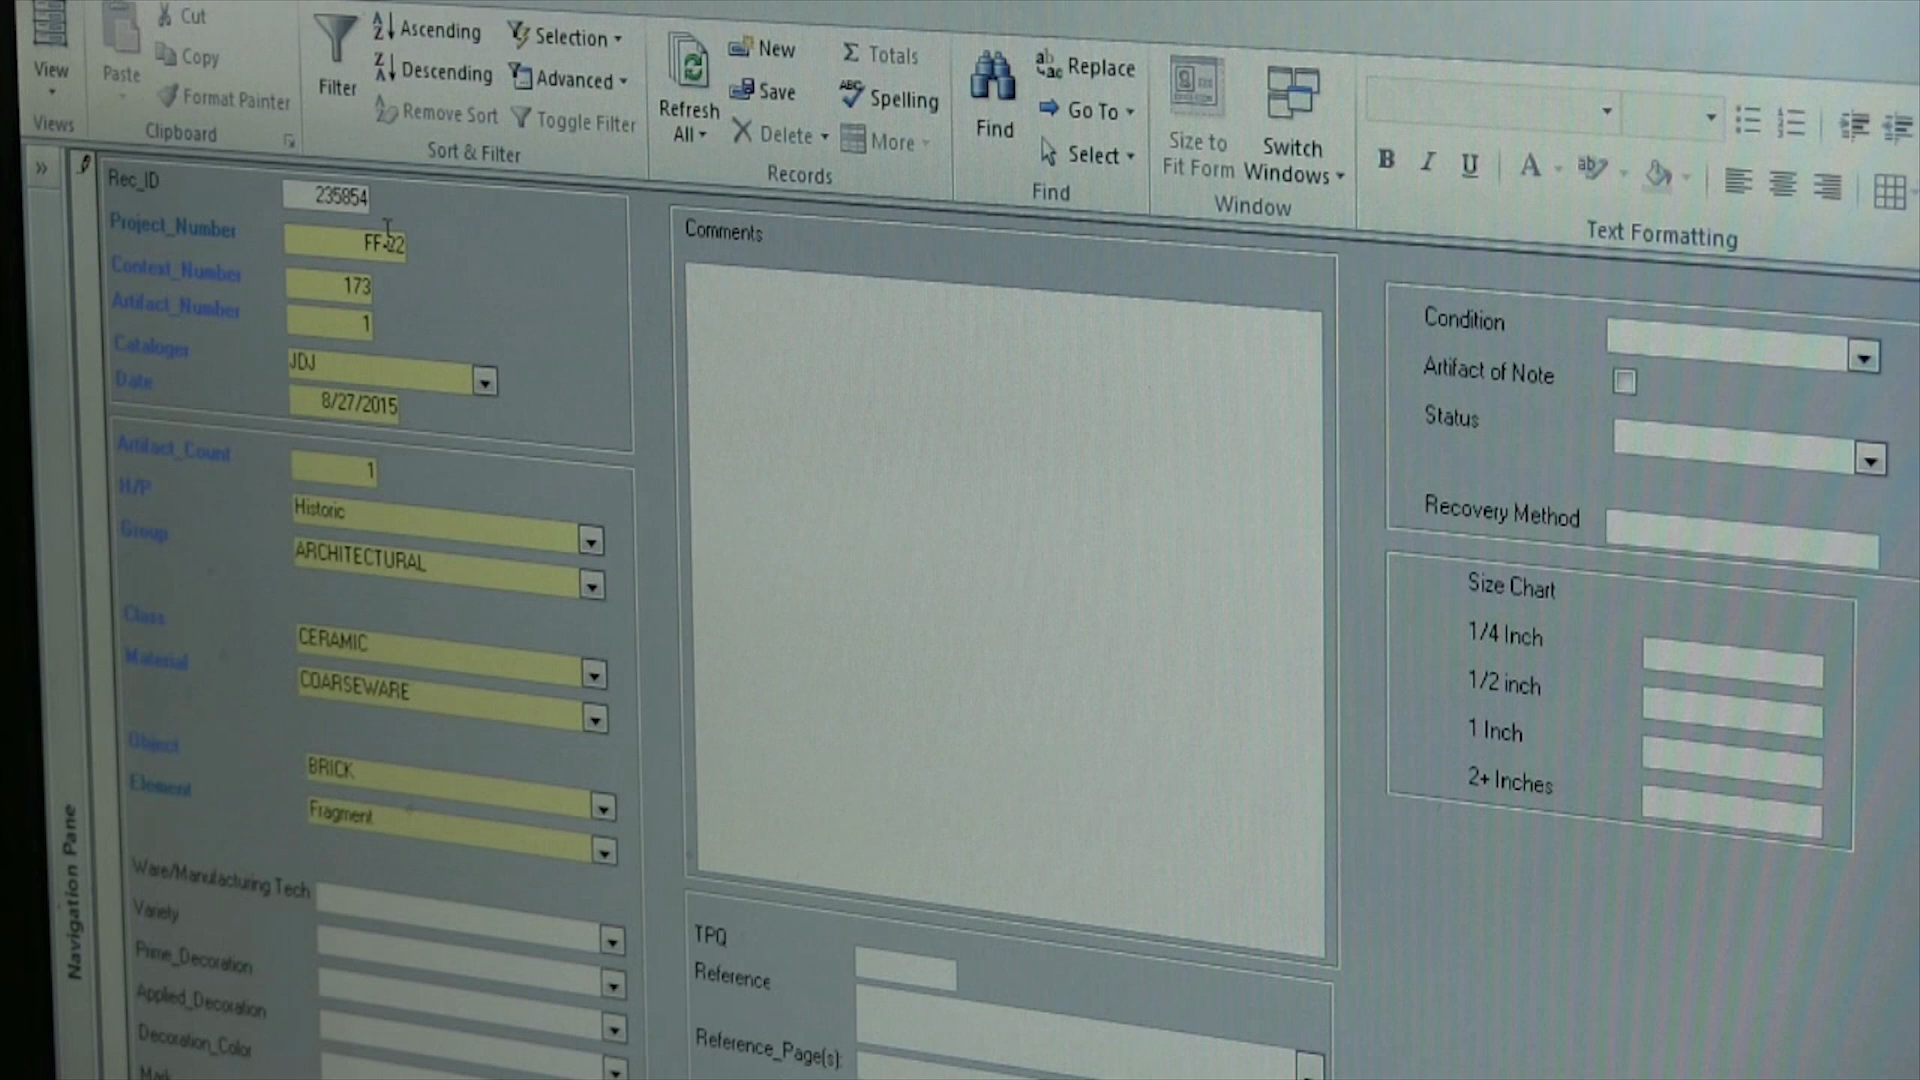 View
Views
Paste
Cut
Copy
Format Painter
Clipboard
Filter
Ascending
Descending
Remove Sort
Selection
Advanced
Toggle Filter
Sort & Filter
Refresh
All
New
Save
Delete
Totals
Spelling
More
Records
Find
Replace
Go To
Select
Find
Size to
Fit Form
Switch
Windows
Window
B I U A
Text Formatting
Navigation Pane
Rec_ID 235854
Project_Number FF-22
Context_Number 173
Artifact_Number 1
Cataloger JDJ
Date 8/27/2015
Artifact_Count 1
H/P Historic
Group ARCHITECTURAL
Class CERAMIC
Material COARSEWARE
Object BRICK
Element Fragment
Ware/Manufacturing Tech
Variety
Prime_Decoration
Applied_Decoration
Decoration_Color
Mark
Comments
TPQ
Reference
Reference_Page(s):
Condition
Artifact of Note
Status
Recovery Method
Size Chart
1/4 Inch
1/2 inch
1 Inch
2+ Inches